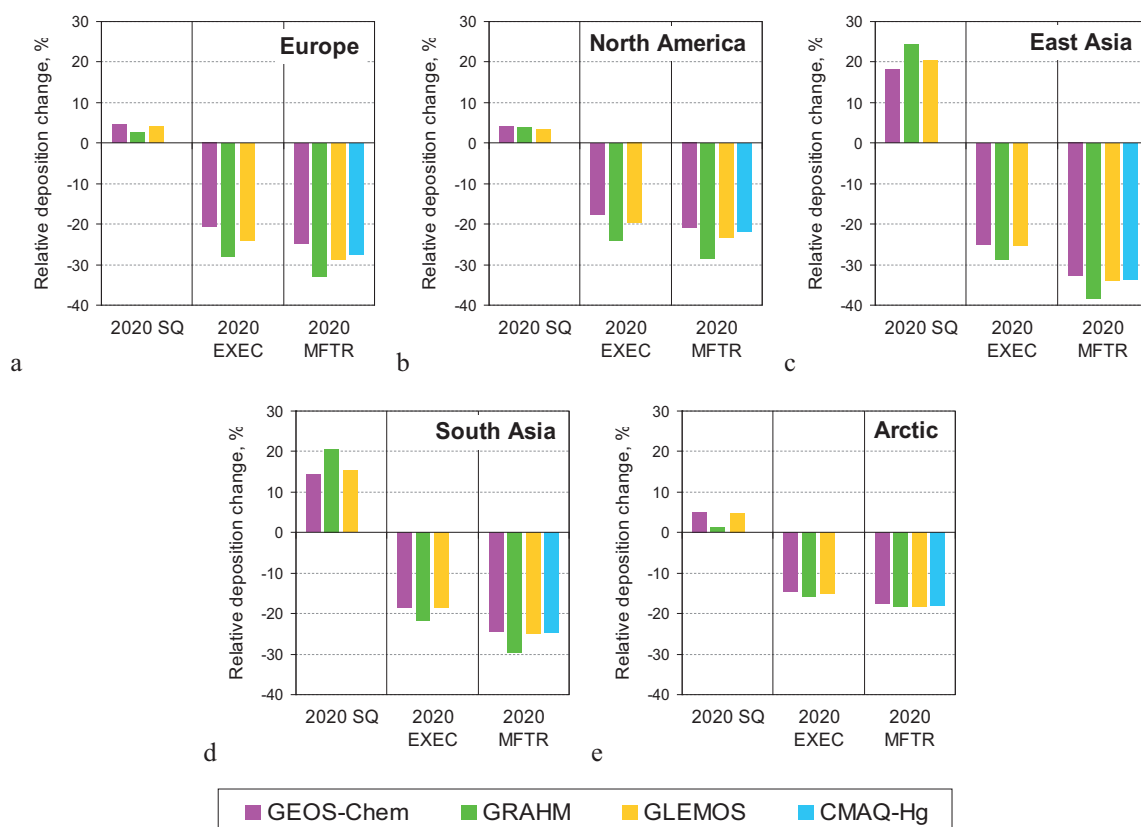 Relative deposition change, %
30
20
10
0
-10
-20
-30
-40
Europe
2020 SQ
2020
EXEC
2020
MFTR
a
Relative deposition change, %
30
20
10
0
-10
-20
-30
-40
North America
2020 SQ
2020
EXEC
2020
MFTR
b
Relative deposition change, %
30
20
10
0
-10
-20
-30
-40
East Asia
2020 SQ
2020
EXEC
2020
MFTR
c
Relative deposition change, %
30
20
10
0
-10
-20
-30
-40
South Asia
2020 SQ
2020
EXEC
2020
MFTR
d
Relative deposition change, %
30
20
10
0
-10
-20
-30
-40
Arctic
2020 SQ
2020
EXEC
2020
MFTR
e
GEOS-Chem GRAHM GLEMOS CMAQ-Hg